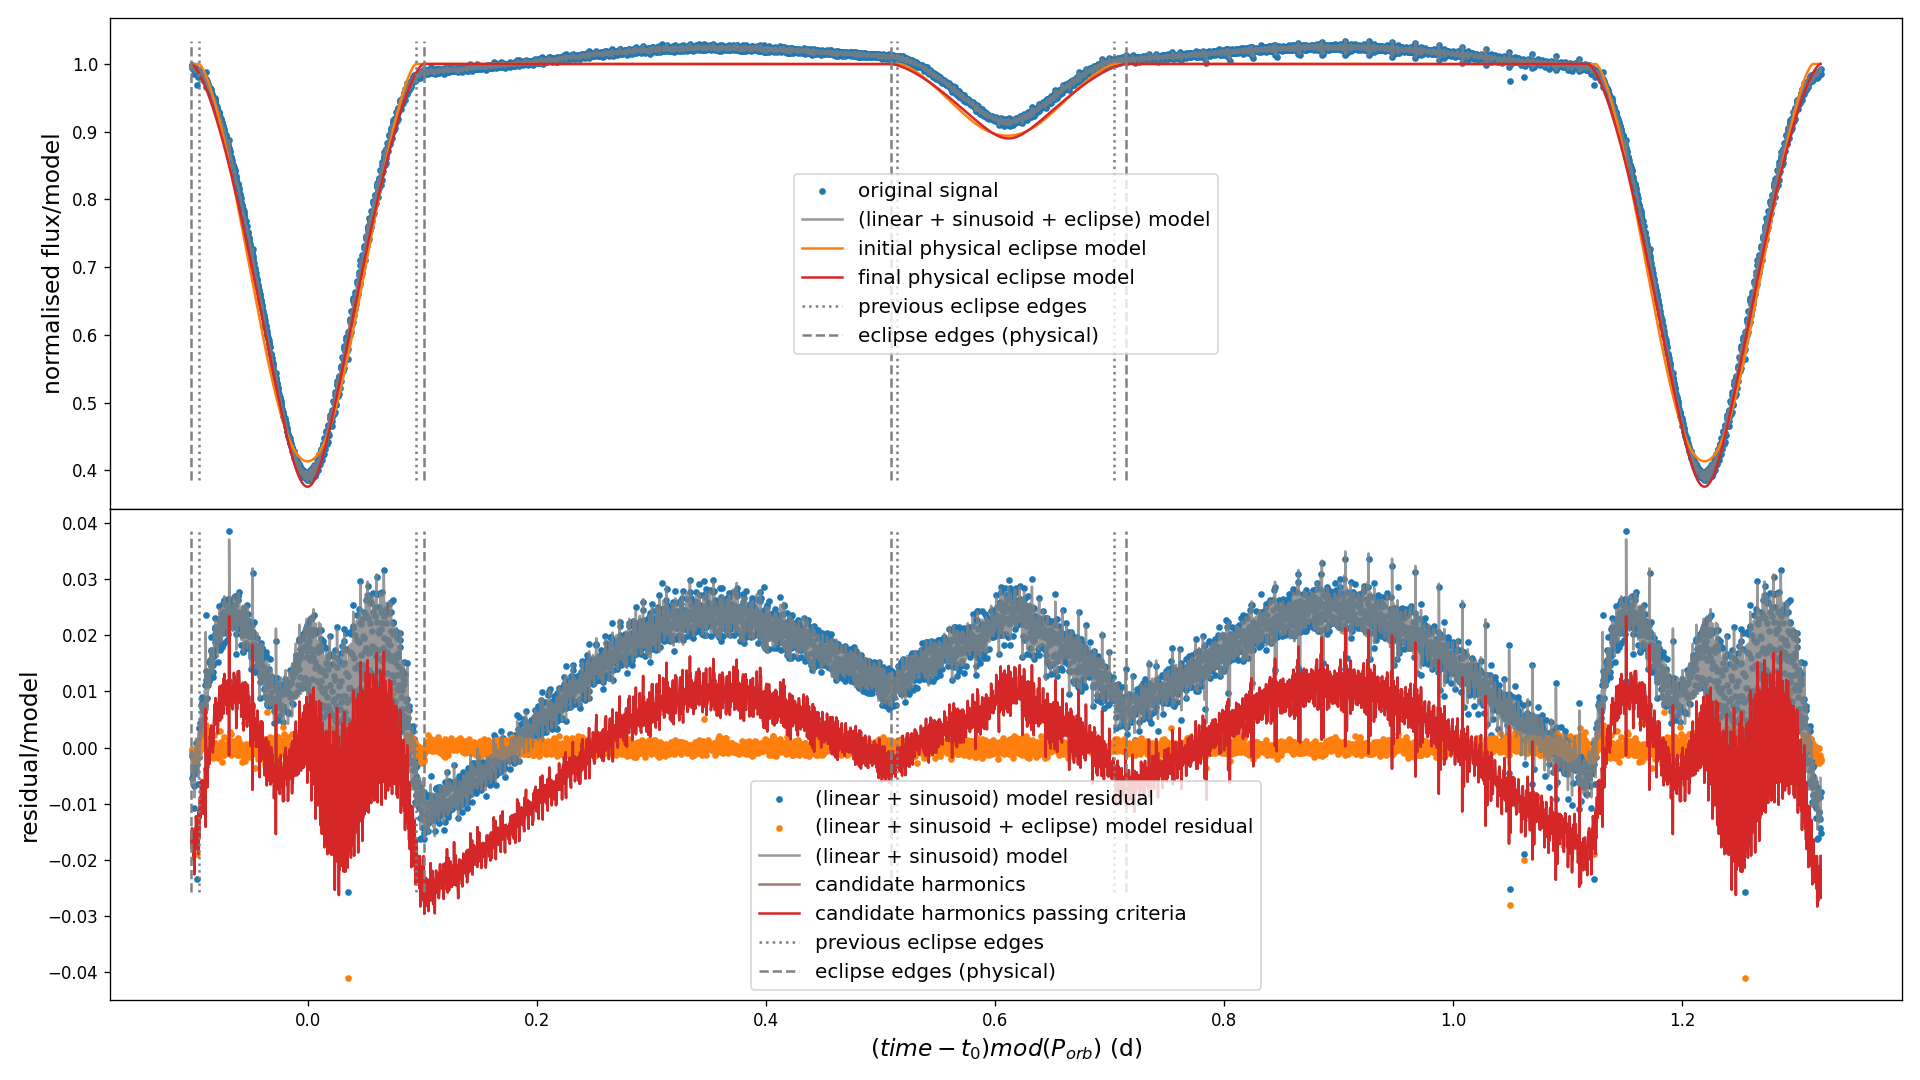 normalised flux/model
1.0
0.9
0.8
0.7
0.6
0.5
0.4
original signal
(linear + sinusoid + eclipse) model
initial physical eclipse model
final physical eclipse model
previous eclipse edges
eclipse edges (physical)
residual/model
0.04
0.03
0.02
0.01
0.00
−0.01
−0.02
−0.03
−0.04
(linear + sinusoid) model residual
(linear + sinusoid + eclipse) model residual
(linear + sinusoid) model
candidate harmonics
candidate harmonics passing criteria
previous eclipse edges
eclipse edges (physical)
0.0 0.2 0.4 0.6 0.8 1.0 1.2
(time − t₀)mod(P_orb) (d)